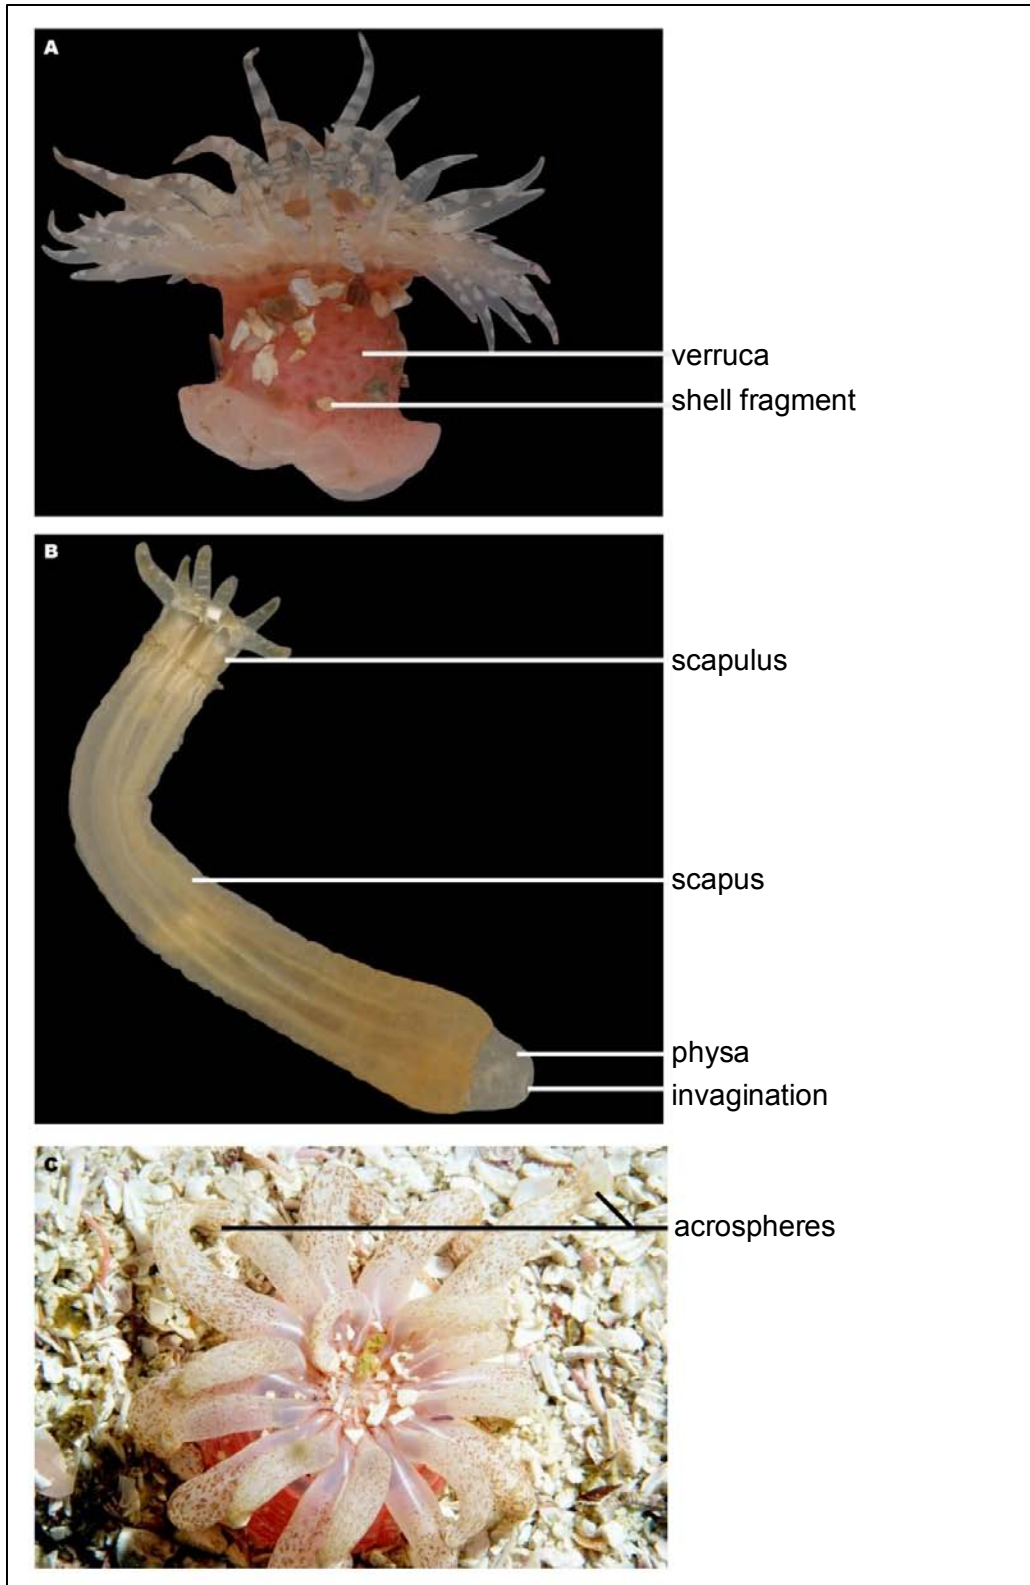 A
verruca
shell fragment
B
scapulus
scapus
physa
invagination
C
acrospheres